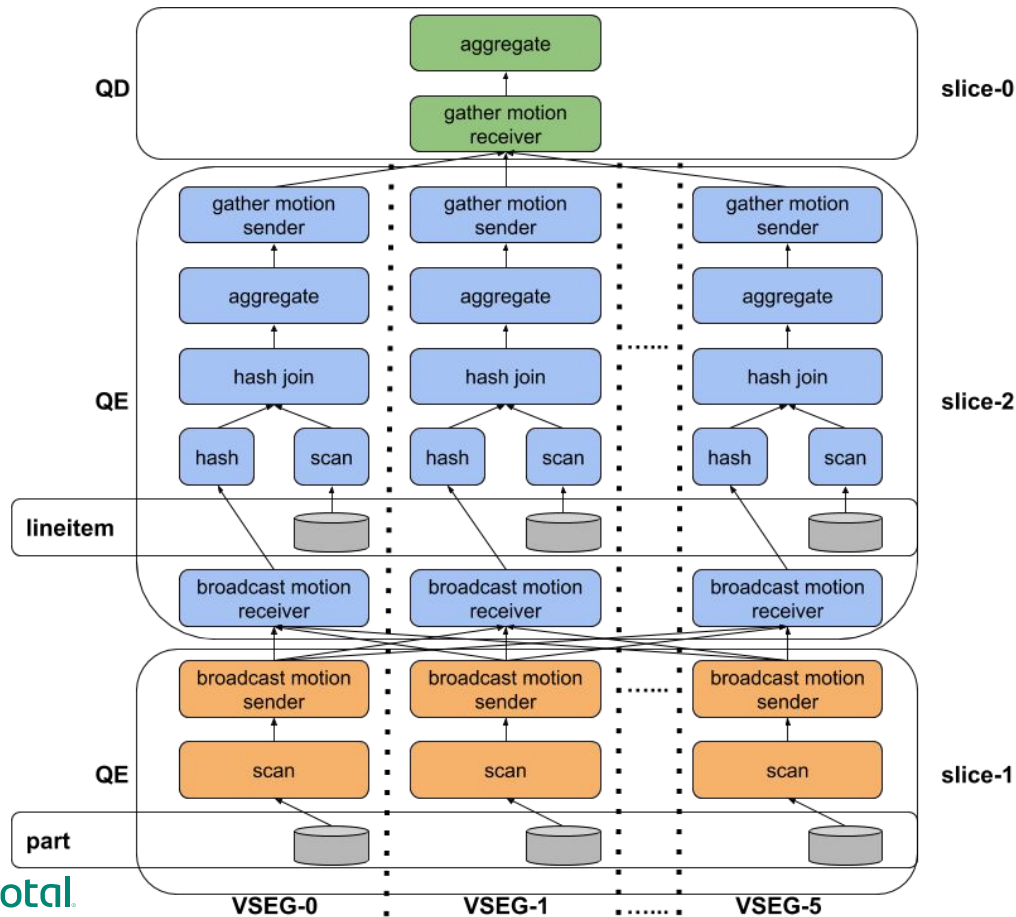 aggregate
QD
slice-0
gather motion
receiver
gather motion
sender
gather motion
sender
gather motion
sender
aggregate
aggregate
aggregate
QE
hash join
hash join
......
hash join
slice-2
hash
scan
hash
scan
hash
scan
lineitem
broadcast motion
receiver
broadcast motion
receiver
broadcast motion
receiver
broadcast motion
sender
broadcast motion
sender
......
broadcast motion
sender
QE
scan
scan
scan
slice-1
part
otal
VSEG-0
VSEG-1
......
VSEG-5